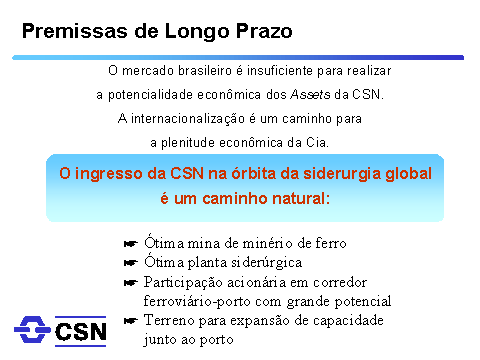 Premissas de Longo Prazo
O mercado brasileiro é insuficiente para realizar
a potencialidade econômica dos Assets da CSN.
A internacionalização é um caminho para
a plenitude econômica da Cia.
O ingresso da CSN na órbita da siderurgia global
é um caminho natural:
☛ Ótima mina de minério de ferro
☛ Ótima planta siderúrgica
☛ Participação acionária em corredor
ferroviário-porto com grande potencial
☛ Terreno para expansão de capacidade
junto ao porto
CSN